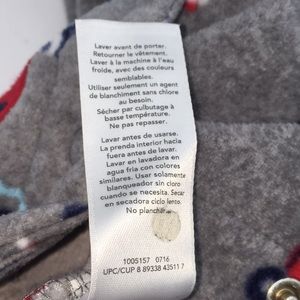 Laver avant de porter.
Retourner le vêtement.
Laver à la machine à l'eau
froide, avec des couleurs
semblables.
Utiliser seulement un agent
de blanchiment sans chlore
au besoin.
Sécher par culbutage à
basse température.
Ne pas repasser.
Lavar antes de usarse.
La prenda interior hacia
fuera antes de lavar.
Lavar en lavadora en
agua fria con colores
similares. Usar solamente
blanqueador sin cloro
cuando se necesita. Secar
en secadora ciclo lento.
No planchar
1005157 0716
UPC/CUP 8 89338 43511 7